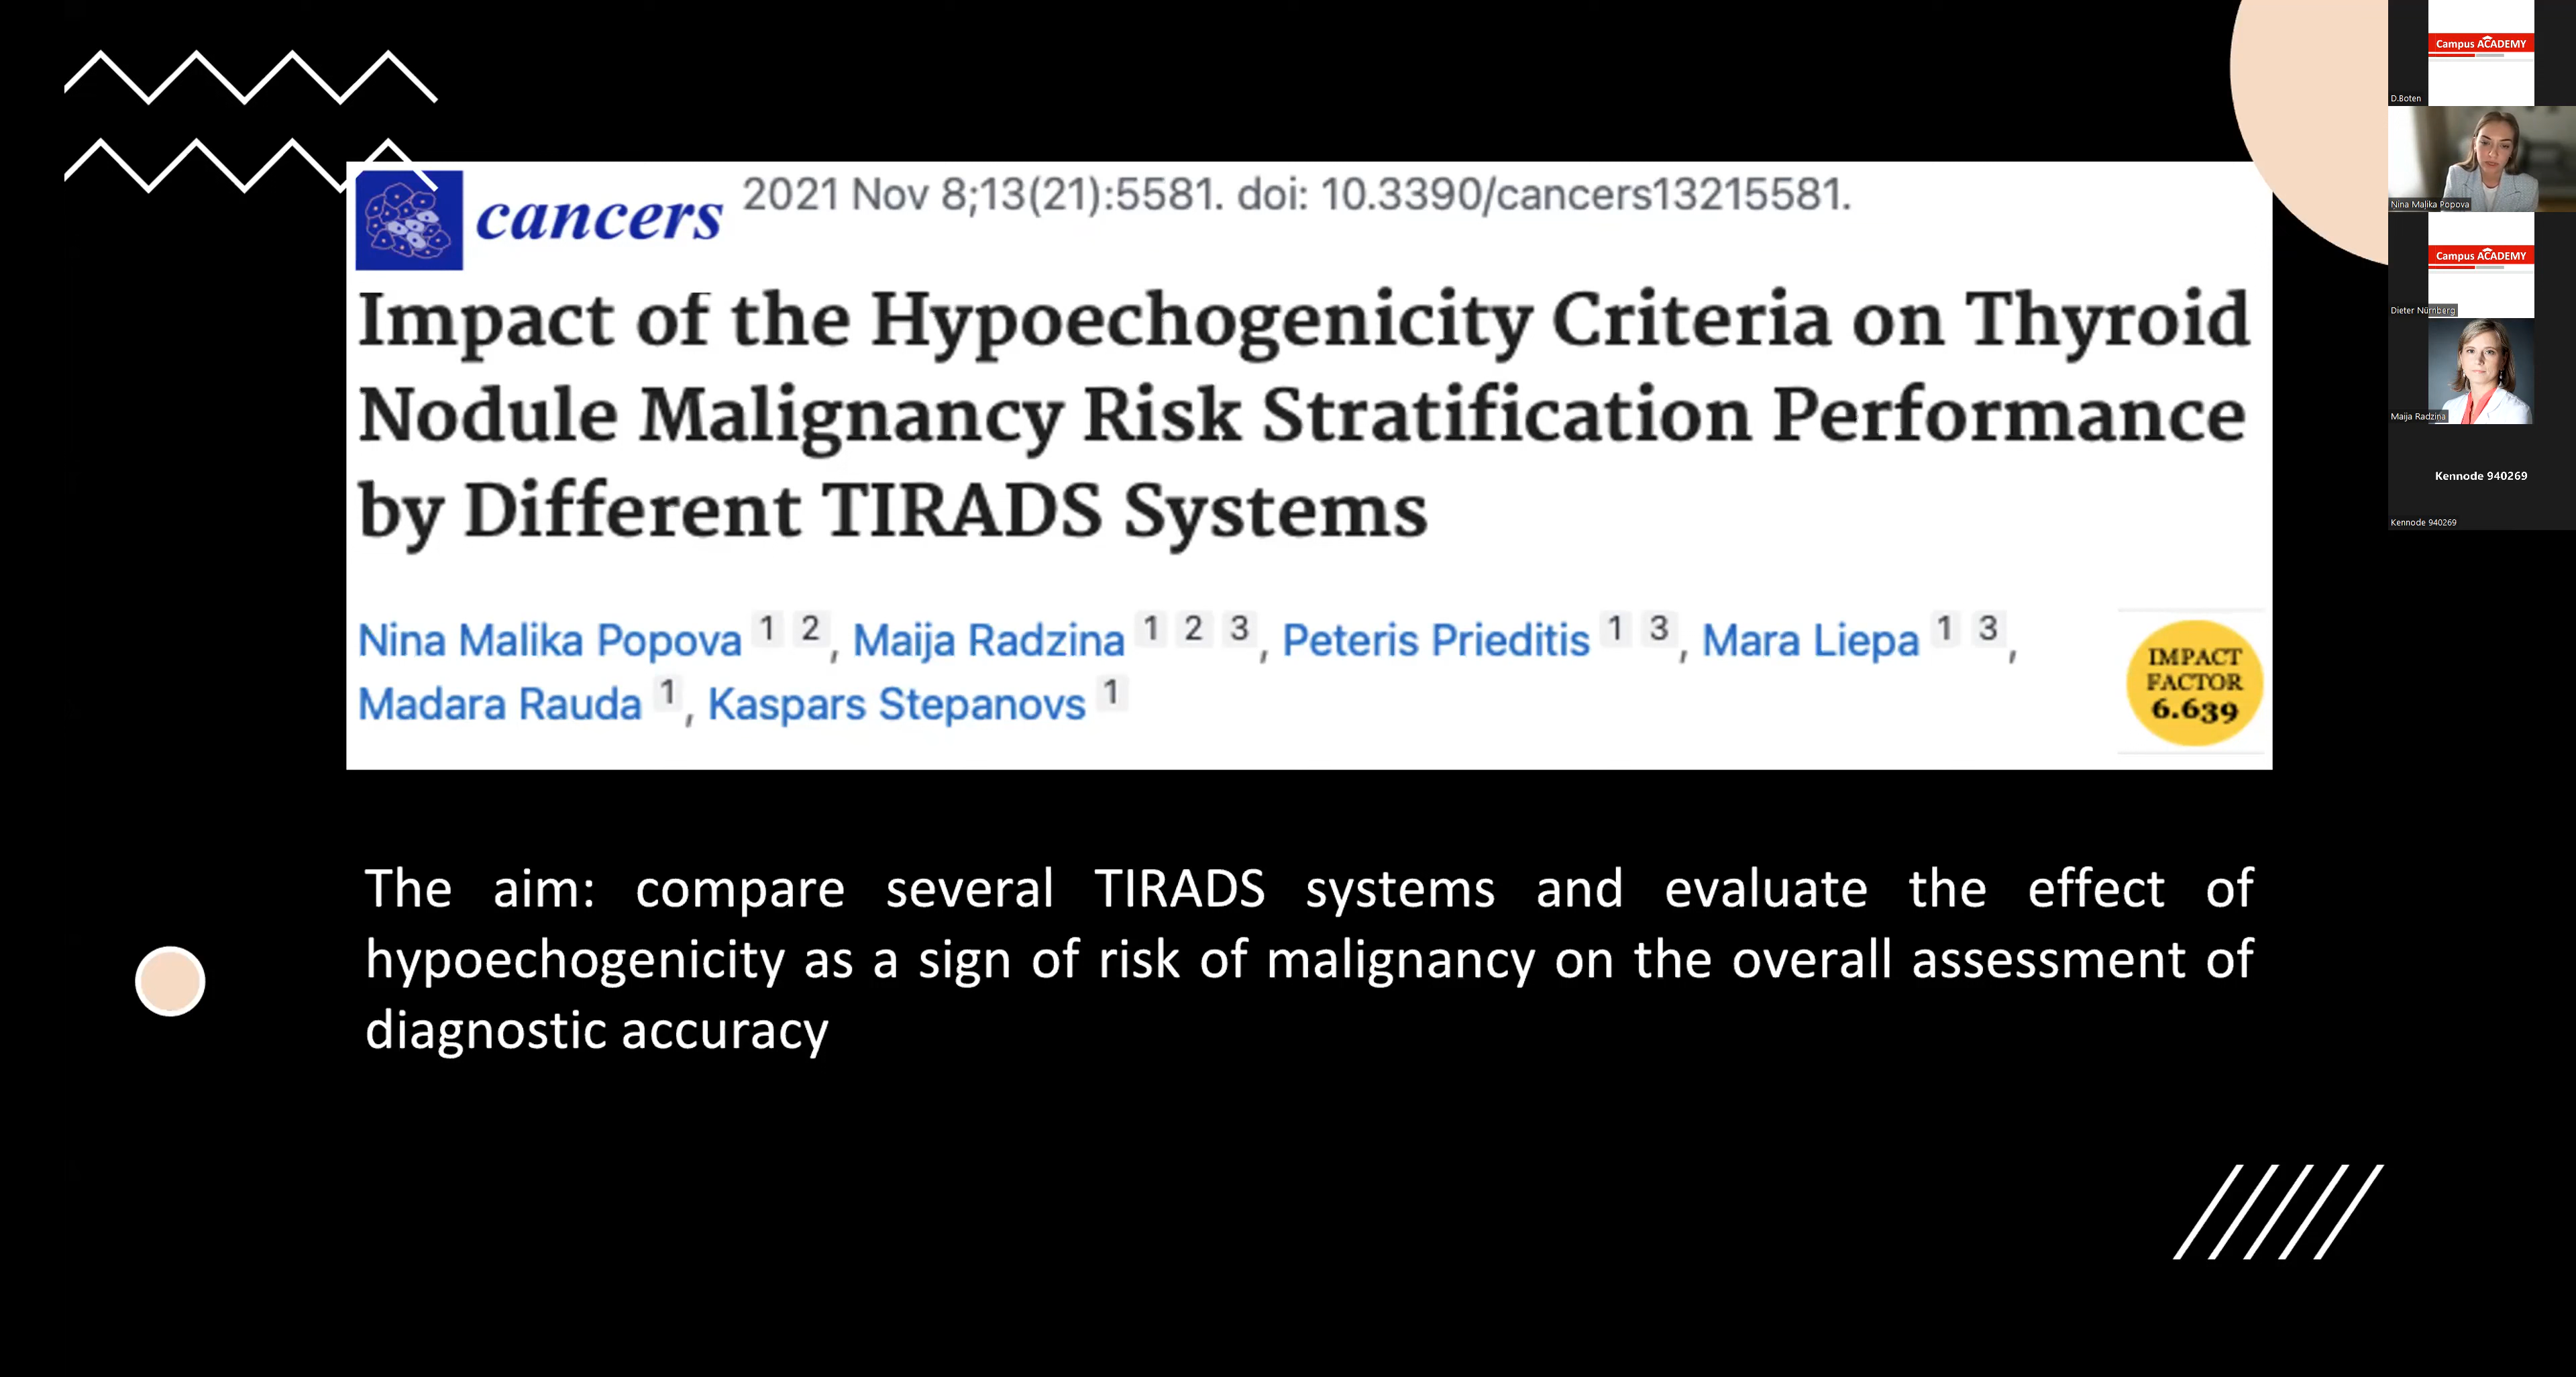 cancers 2021 Nov 8;13(21):5581. doi: 10.3390/cancers13215581.
Impact of the Hypoechogenicity Criteria on Thyroid
Nodule Malignancy Risk Stratification Performance
by Different TIRADS Systems
Nina Malika Popova 1 2, Maija Radzina 1 2 3, Peteris Prieditis 1 3, Mara Liepa 1 3,
Madara Rauda 1, Kaspars Stepanovs 1
IMPACT
FACTOR
6.639
The aim: compare several TIRADS systems and evaluate the effect of
hypoechogenicity as a sign of risk of malignancy on the overall assessment of
diagnostic accuracy
Campus ACADEMY
D.Boten
Nina Maļika Popova
Campus ACADEMY
Dieter Nürnberg
Maija Radziņa
Kennode 940269
Kennode 940269